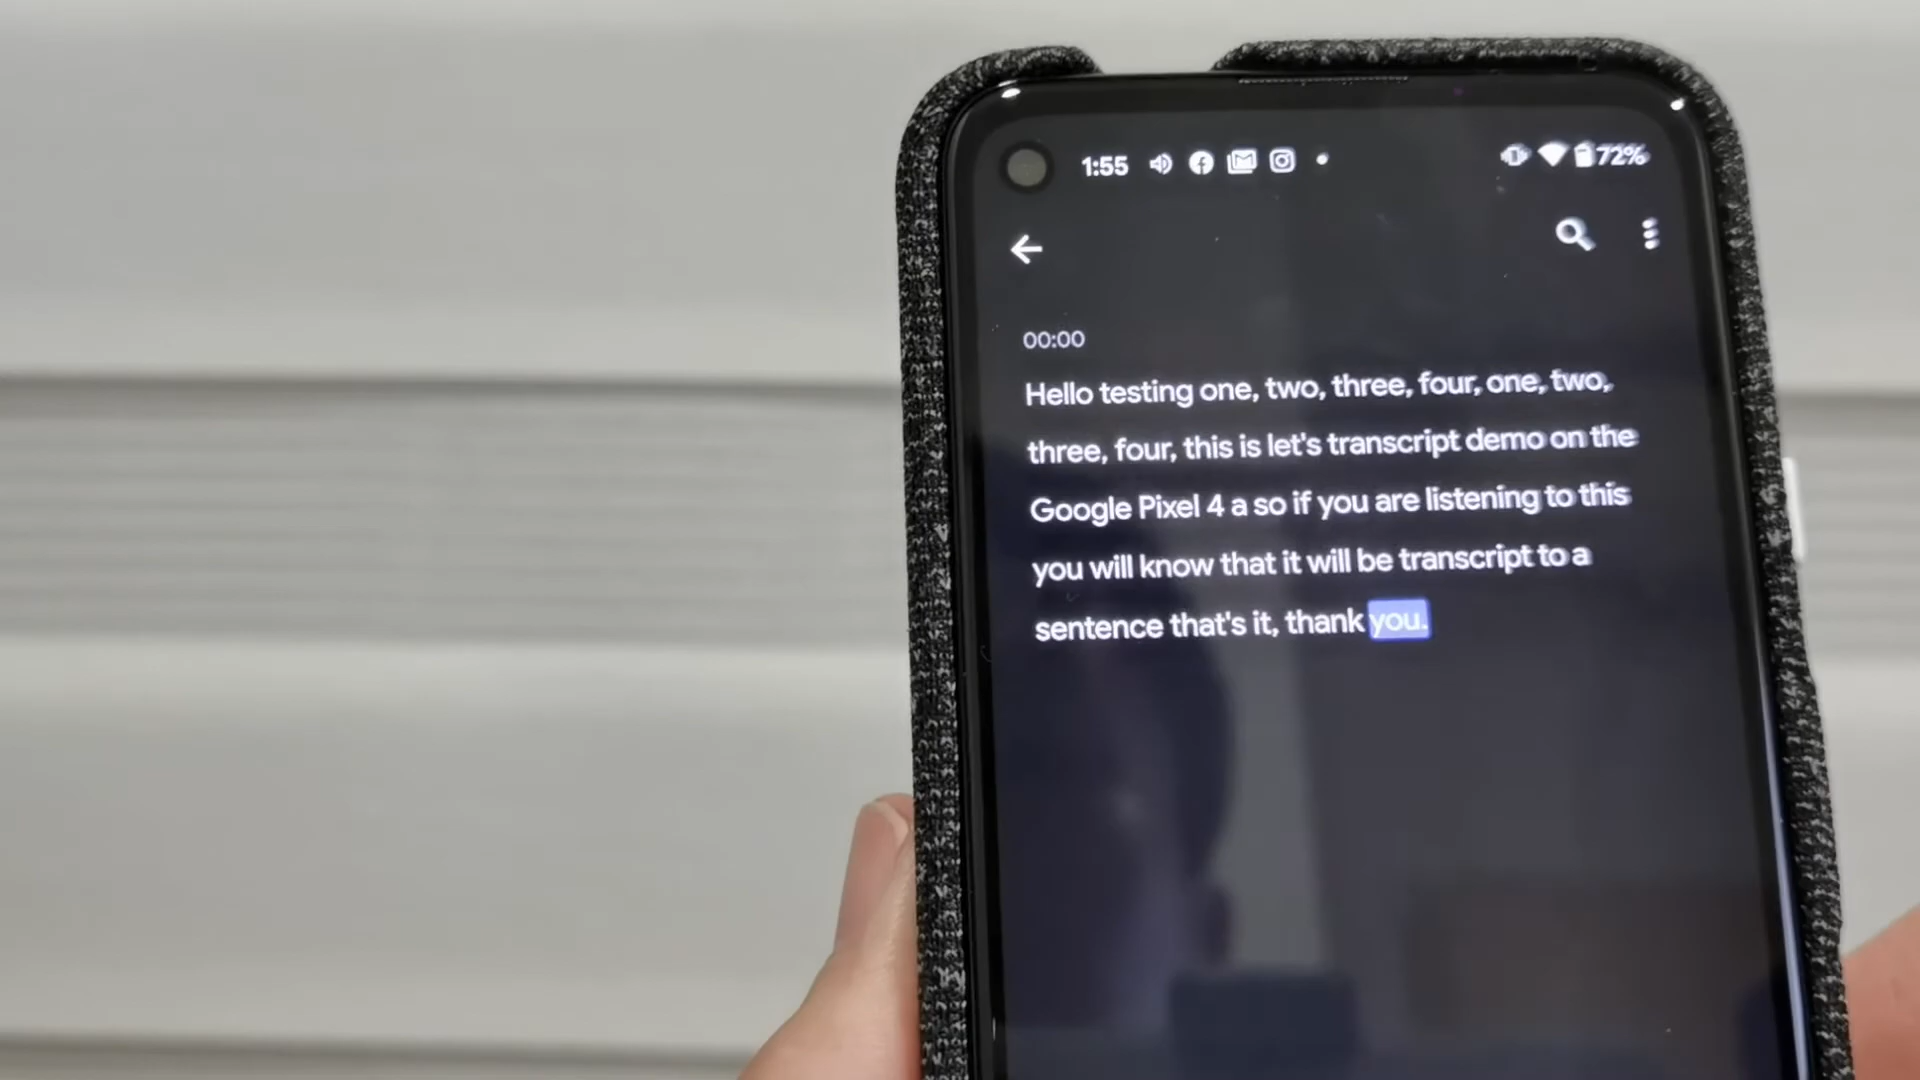 1:55 72%
00:00
Hello testing one, two, three, four, one, two,
three, four, this is let's transcript demo on the
Google Pixel 4 a so if you are listening to this
you will know that it will be transcript to a
sentence that's it, thank you.